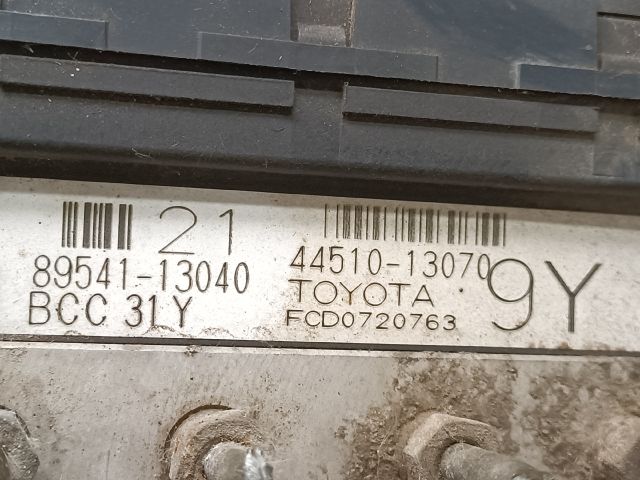 21
89541-13040
BCC 31Y
44510-13070
TOYOTA
FCD0720763
9Y